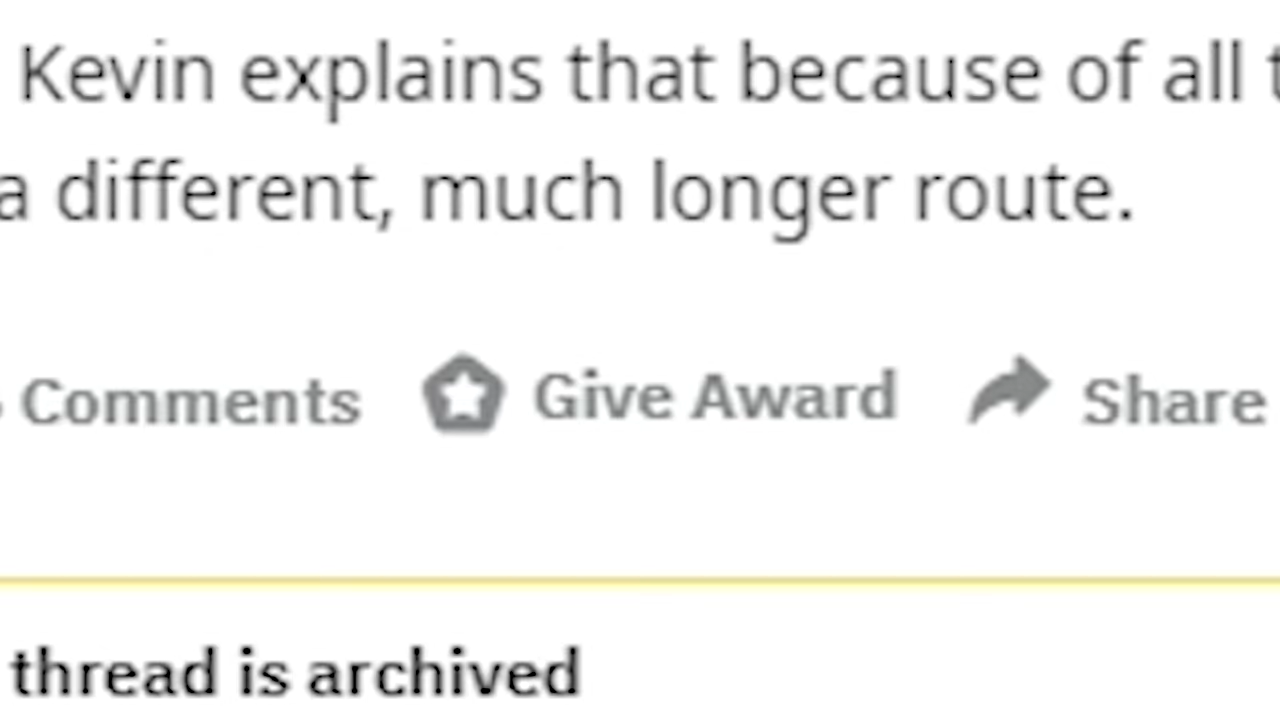 Kevin explains that because of all
a different, much longer route.
Comments Give Award Share
thread is archived